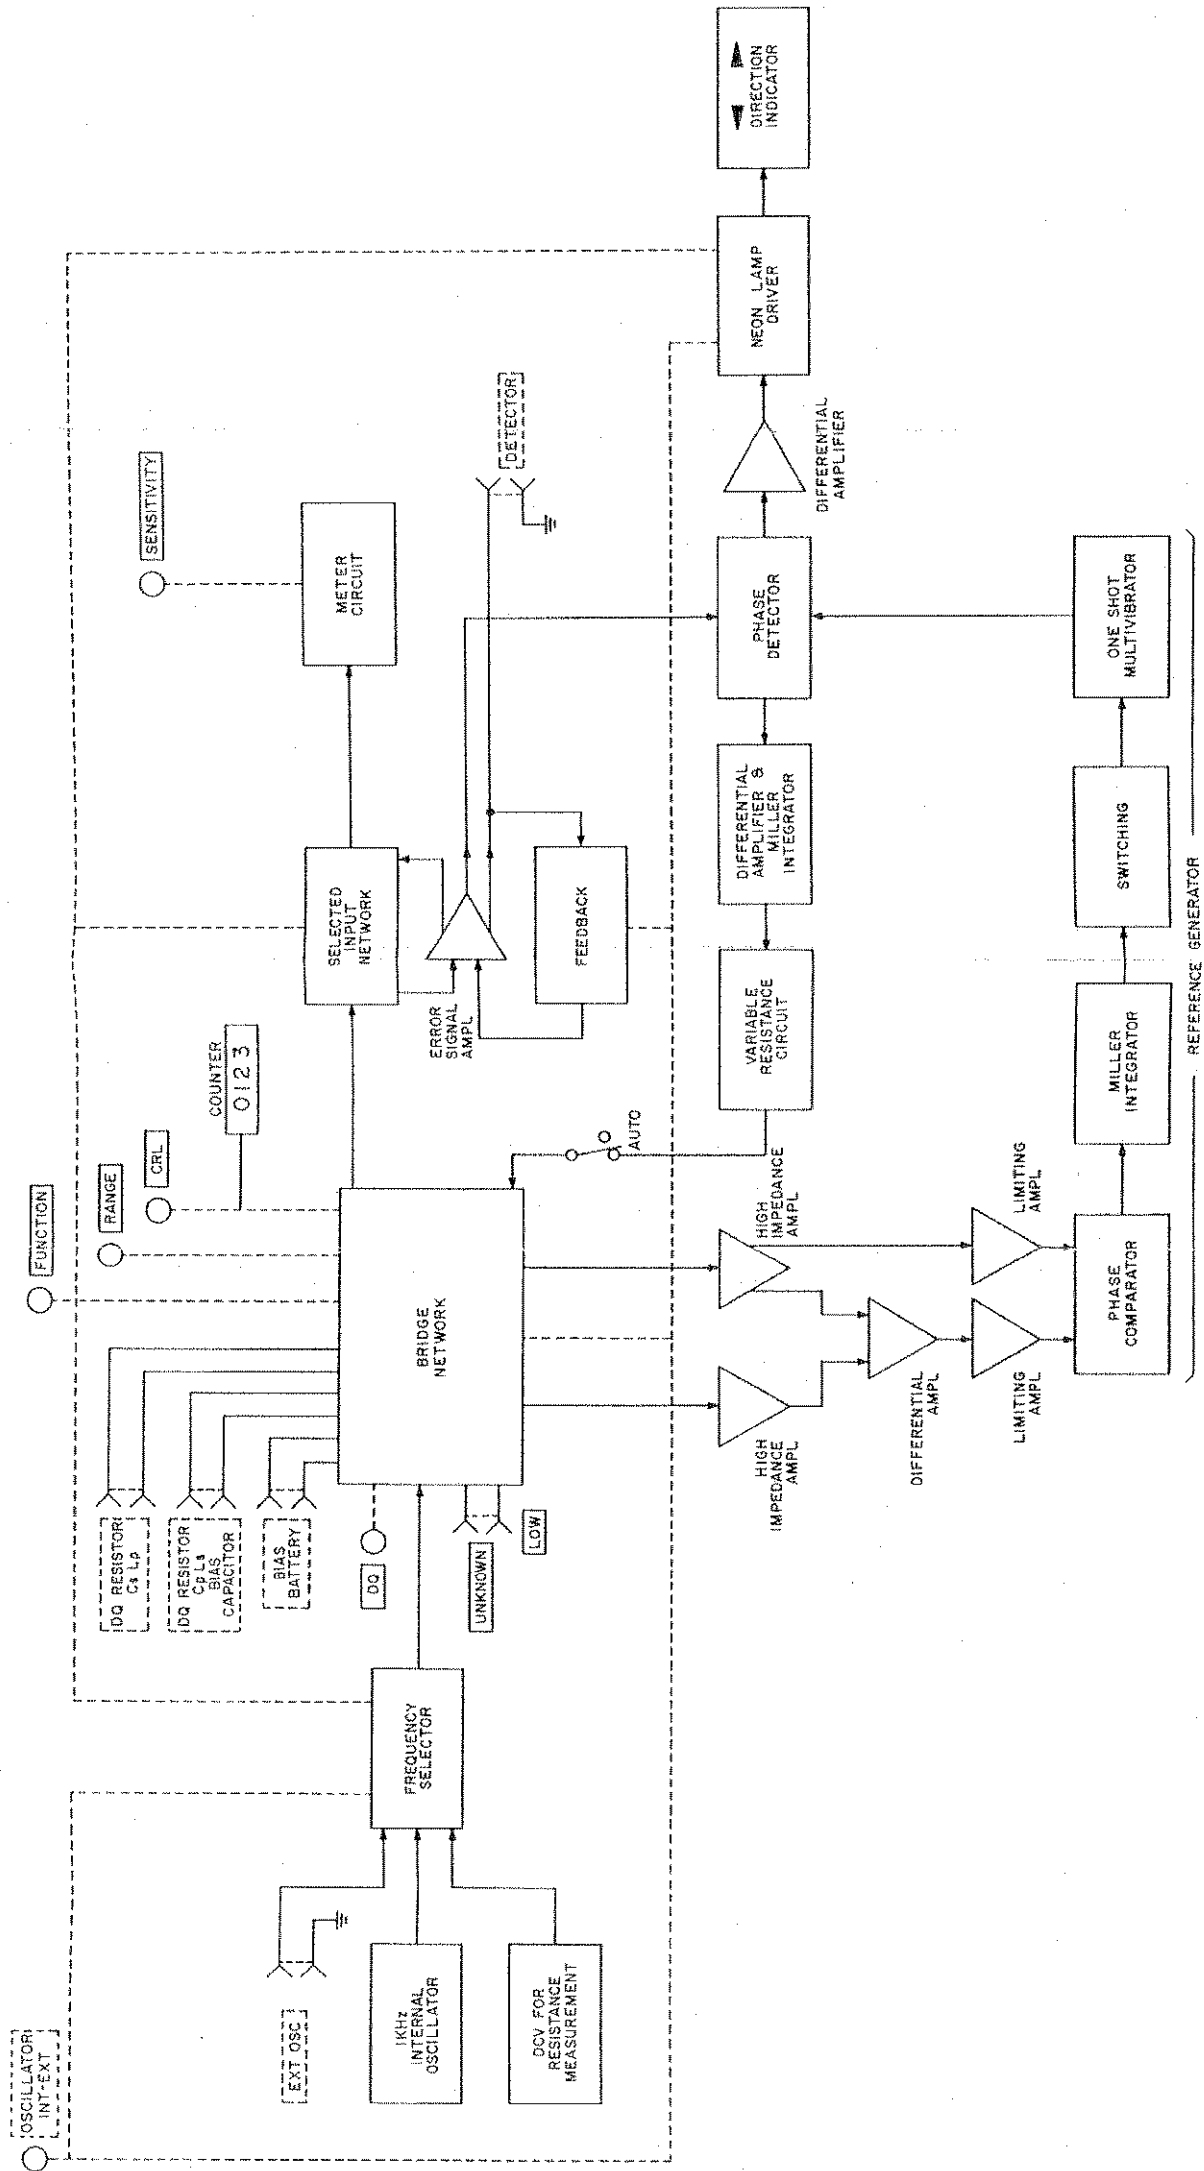 OSCILLATOR
INT-EXT
EXT OSC
1KHz
INTERNAL
OSCILLATOR
DCV FOR
RESISTANCE
MEASUREMENT
FREQUENCY
SELECTOR
DQ RESISTOR
Cs Lp
DQ RESISTOR
Cp Ls
BIAS
CAPACITOR
BIAS
BATTERY
DQ
UNKNOWN
LOW
FUNCTION
RANGE
CRL
COUNTER
0123
BRIDGE
NETWORK
SELECTED
INPUT
NETWORK
METER
CIRCUIT
SENSITIVITY
ERROR
SIGNAL
AMPL
FEEDBACK
DETECTOR
AUTO
VARIABLE
RESISTANCE
CIRCUIT
DIFFERENTIAL
AMPLIFIER &
MILLER
INTEGRATOR
PHASE
DETECTOR
DIFFERENTIAL
AMPLIFIER
NEON LAMP
DRIVER
DIRECTION
INDICATOR
HIGH
IMPEDANCE
AMPL
HIGH
IMPEDANCE
AMPL
DIFFERENTIAL
AMPL
LIMITING
AMPL
LIMITING
AMPL
PHASE
COMPARATOR
MILLER
INTEGRATOR
SWITCHING
ONE SHOT
MULTIVIBRATOR
REFERENCE GENERATOR